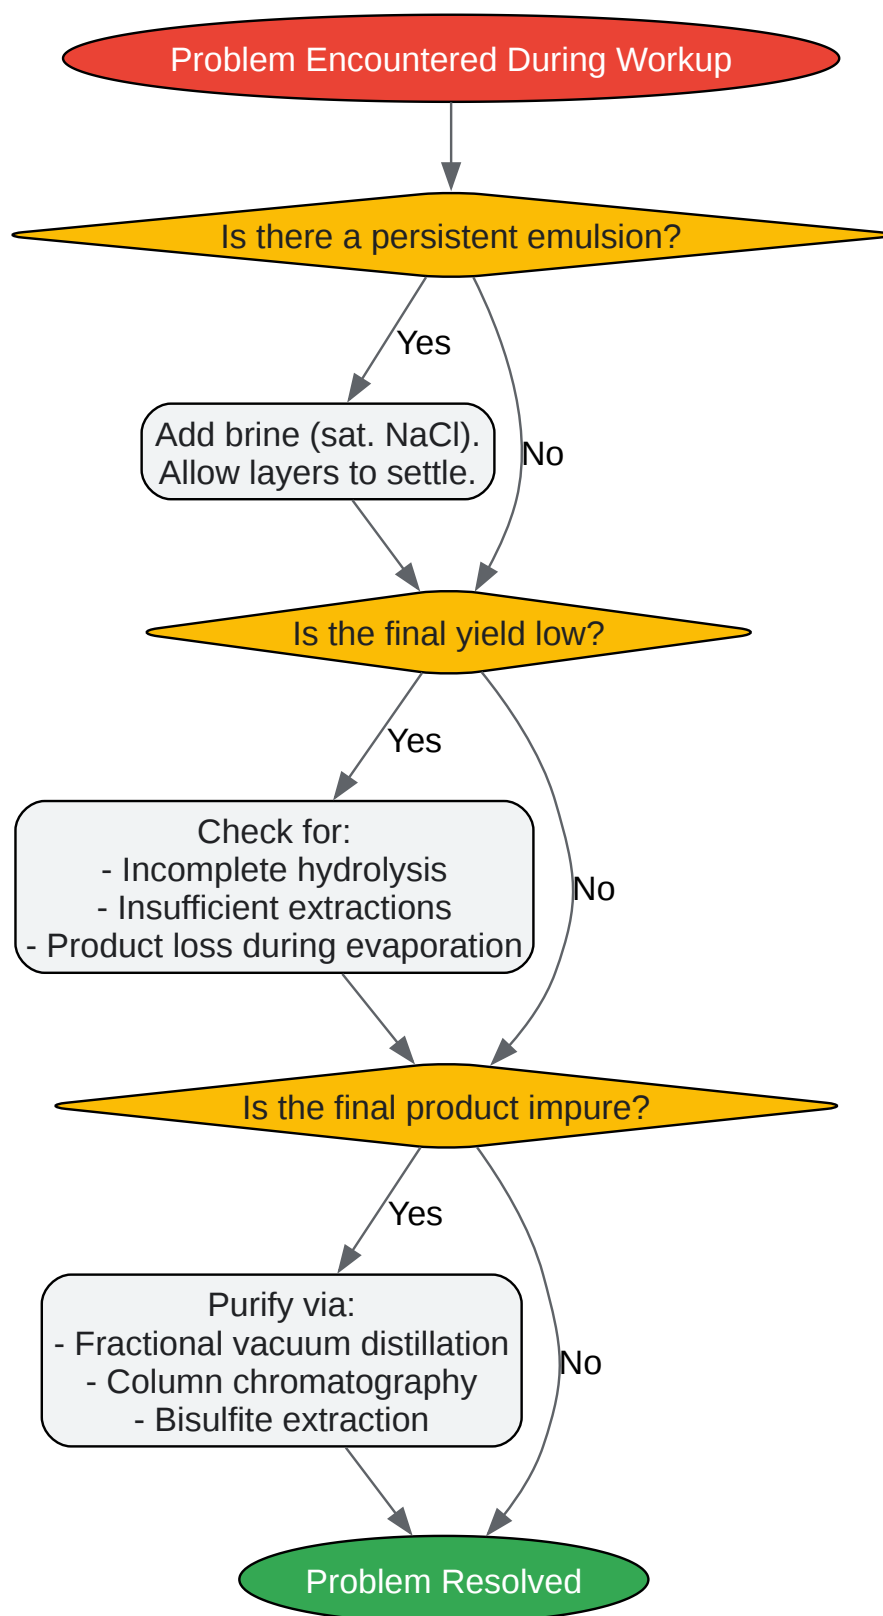 Problem Encountered During Workup
Is there a persistent emulsion?
Yes
Add brine (sat. NaCl).
Allow layers to settle.
No
Is the final yield low?
Yes
Check for:
- Incomplete hydrolysis
- Insufficient extractions
- Product loss during evaporation
No
Is the final product impure?
Yes
Purify via:
- Fractional vacuum distillation
- Column chromatography
- Bisulfite extraction
No
Problem Resolved